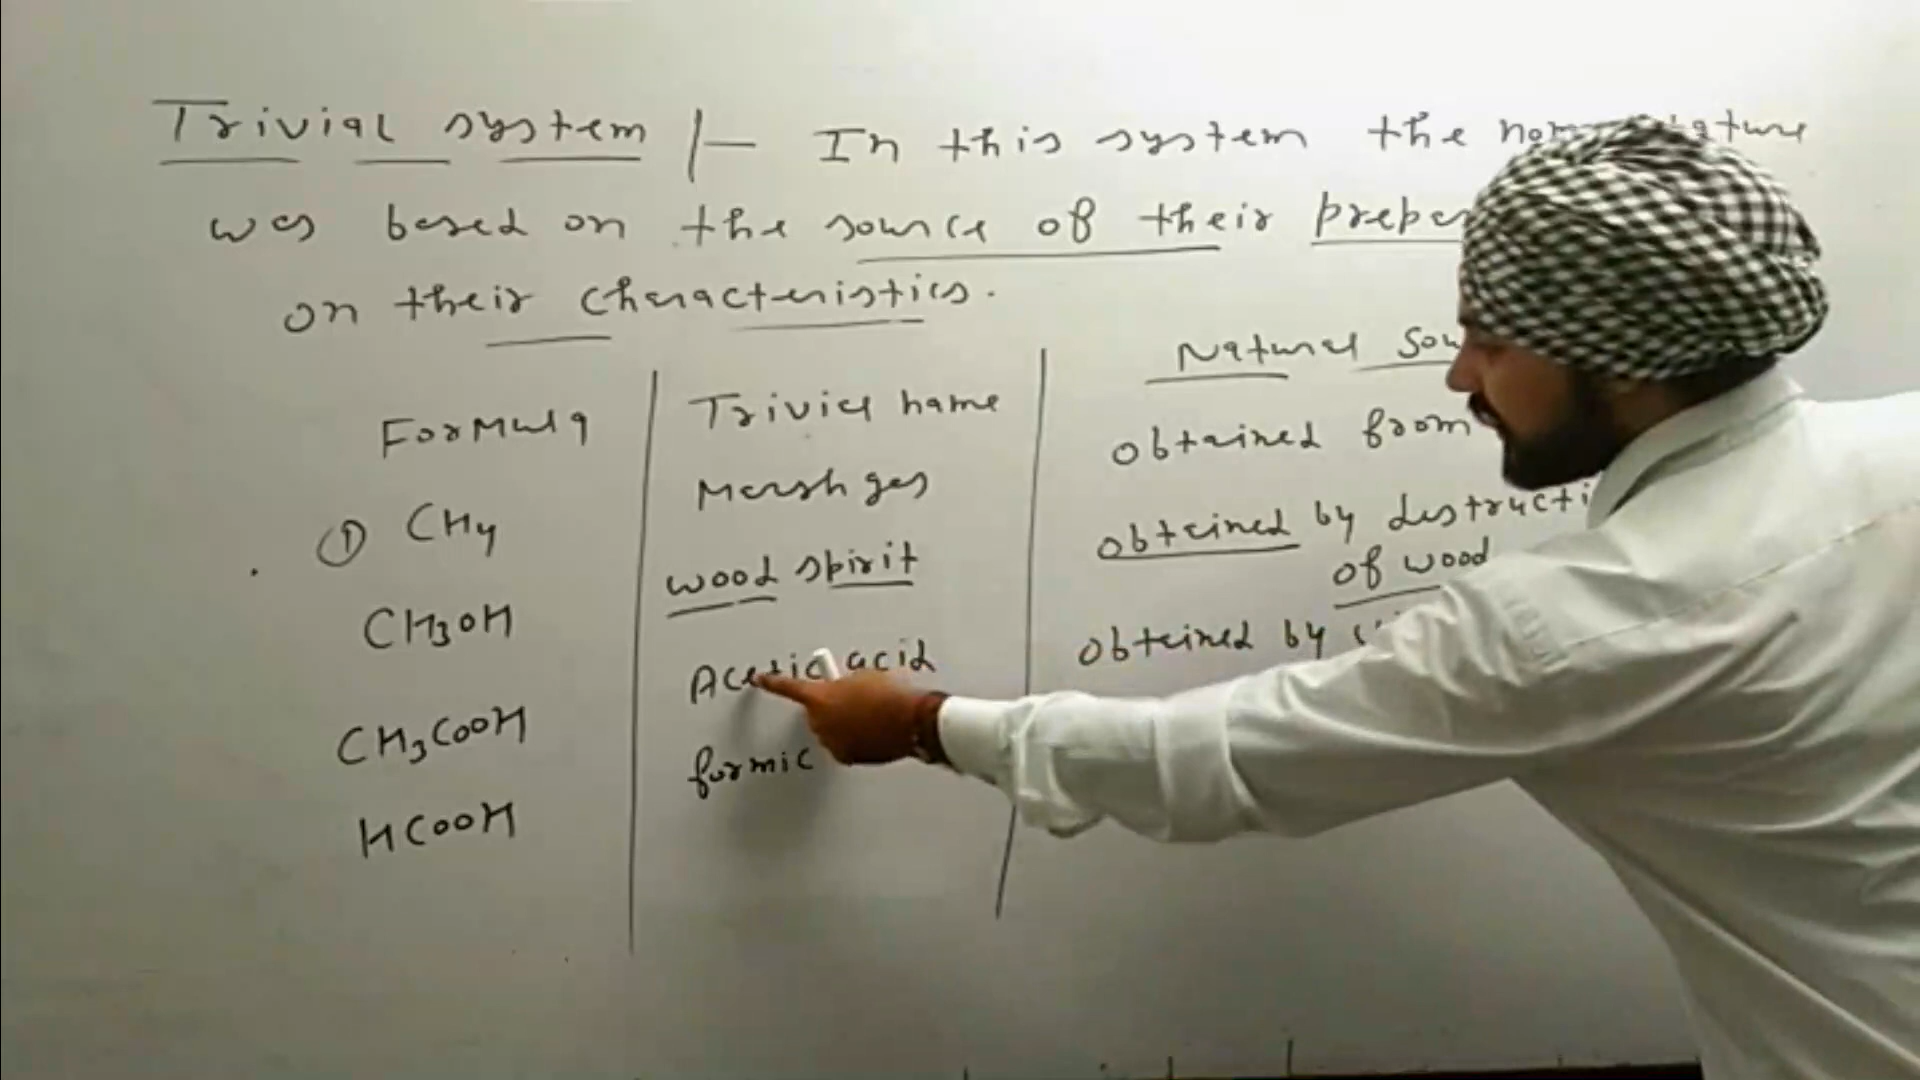 Trivial system |— In this system the
was based on the source of their
on their characteristics.
Natural
Formula Trivial name
obtained from
① CH4 Marsh gas
obtained by
CH3OH wood spirit
of wood
CH3COOH Acetic acid
obtained by
HCOOH formic